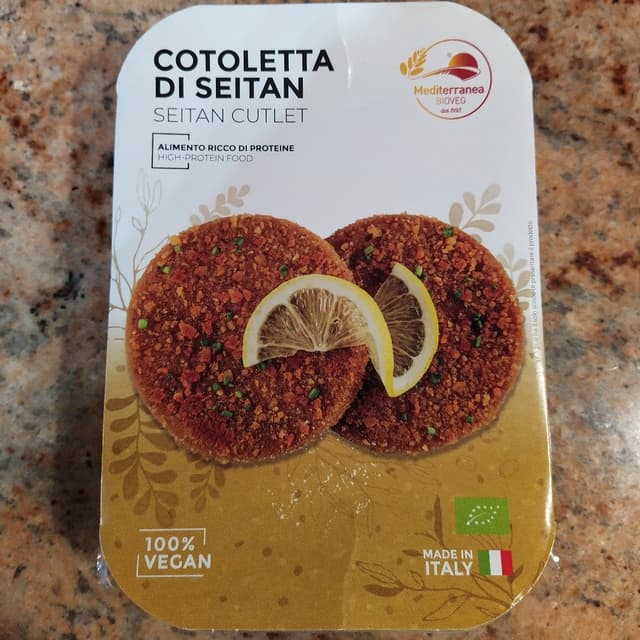 COTOLETTA
DI SEITAN
SEITAN CUTLET
ALIMENTO RICCO DI PROTEINE
HIGH-PROTEIN FOOD
Mediterranea
BIOVEG
dal 1993
100%
VEGAN
MADE IN
ITALY